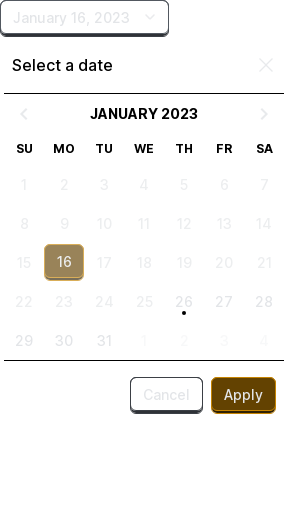 January 16, 2023
Select a date
JANUARY 2023
SU MO TU WE TH FR SA
1 2 3 4 5 6 7
8 9 10 11 12 13 14
15 16 17 18 19 20 21
22 23 24 25 26 27 28
29 30 31 1 2 3 4
Cancel Apply